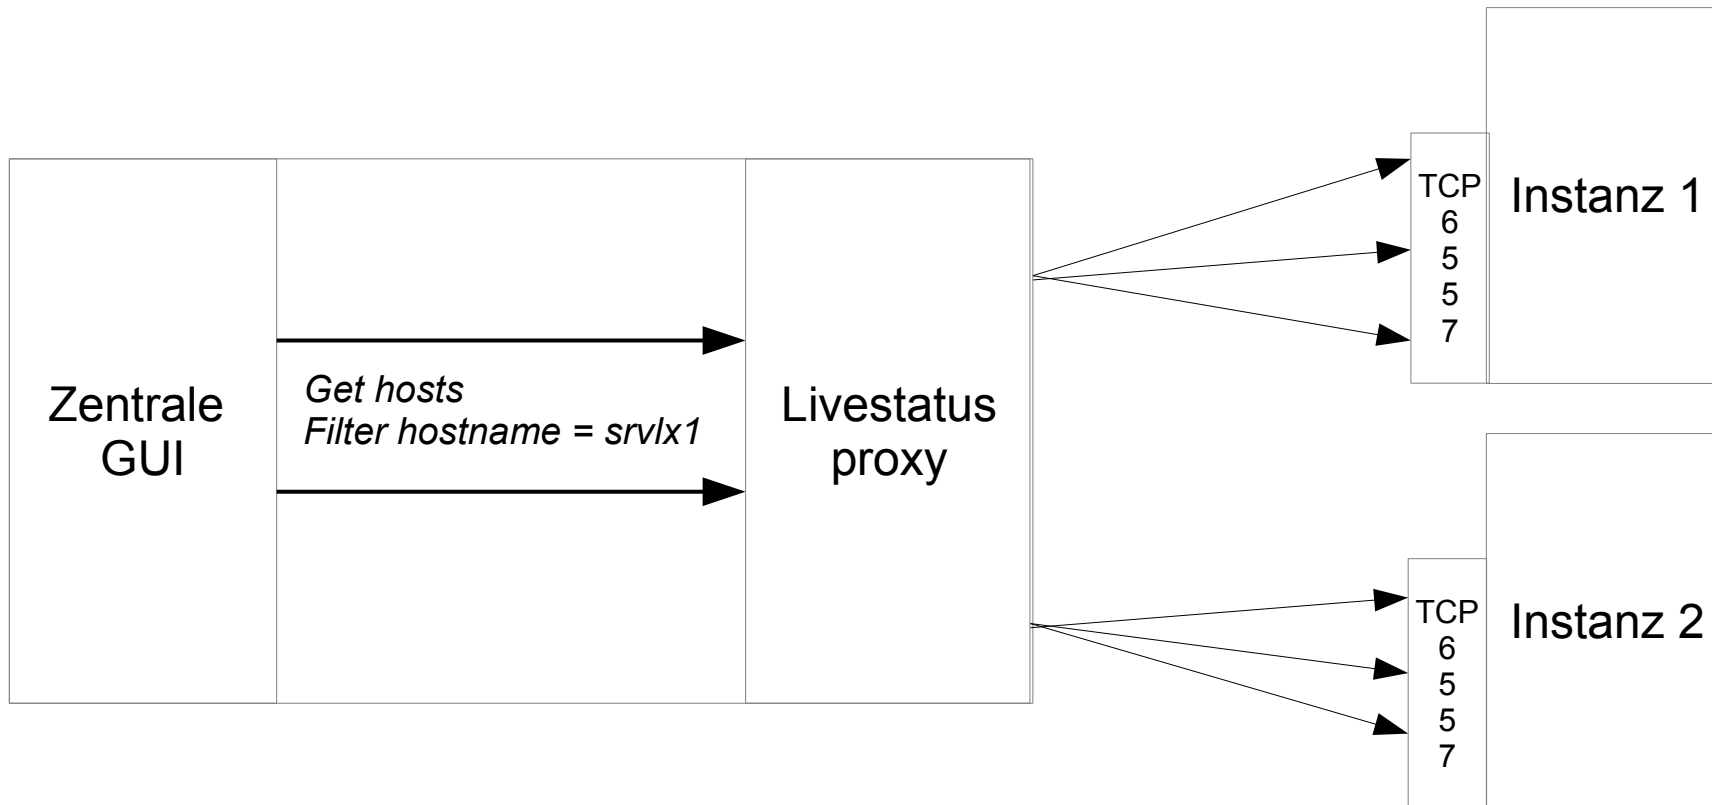 Zentrale
GUI
Get hosts
Filter hostname = srvlx1
Livestatus
proxy
TCP
6
5
5
7
Instanz 1
TCP
6
5
5
7
Instanz 2